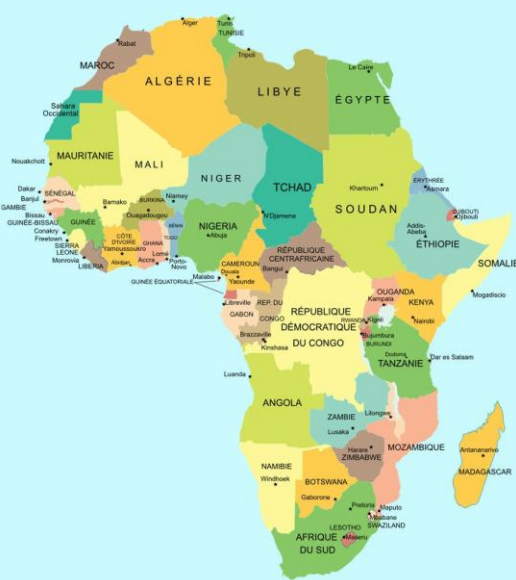 Alger
Tunis
TUNISIE
Rabat
MAROC
Tripoli
ALGÉRIE
LIBYE
Le Caire
ÉGYPTE
Sahara
Occidental
Nouakchott
MAURITANIE
MALI
NIGER
TCHAD
Khartoum
SOUDAN
ERYTHRÉE
Asmara
Dakar
SÉNÉGAL
Banjul
GAMBIE
Bissau
GUINÉE-BISSAU
Bamako
Niamey
BURKINA
Ouagadougou
N'Djamena
DJIBOUTI
Djibouti
GUINÉE
Conakry
Freetown
SIERRA
LEONE
Monrovia
LIBERIA
CÔTE
D'IVOIRE
Yamoussoukro
Abidjan
GHANA
Accra
TOGO
Lomé
BÉNIN
Porto-
Novo
NIGERIA
Abuja
Addis-
Abeba
ÉTHIOPIE
SOMALIE
Mogadiscio
RÉPUBLIQUE
CENTRAFRICAINE
Bangui
CAMEROUN
Douala
Yaounde
Malabo
GUINÉE ÉQUATORIALE
Libreville
GABON
REP. DU
CONGO
Brazzaville
Kinshasa
RÉPUBLIQUE
DÉMOCRATIQUE
DU CONGO
OUGANDA
Kampala
KENYA
Nairobi
RWANDA
Kigali
Bujumbura
BURUNDI
Dodoma
TANZANIE
Dar es Salaam
Luanda
ANGOLA
ZAMBIE
Lusaka
Lilongwe
MOZAMBIQUE
Harare
ZIMBABWE
Antananarivo
MADAGASCAR
NAMIBIE
Windhoek
BOTSWANA
Gaborone
Pretoria
Maputo
Mbabane
SWAZILAND
LESOTHO
Maseru
AFRIQUE
DU SUD